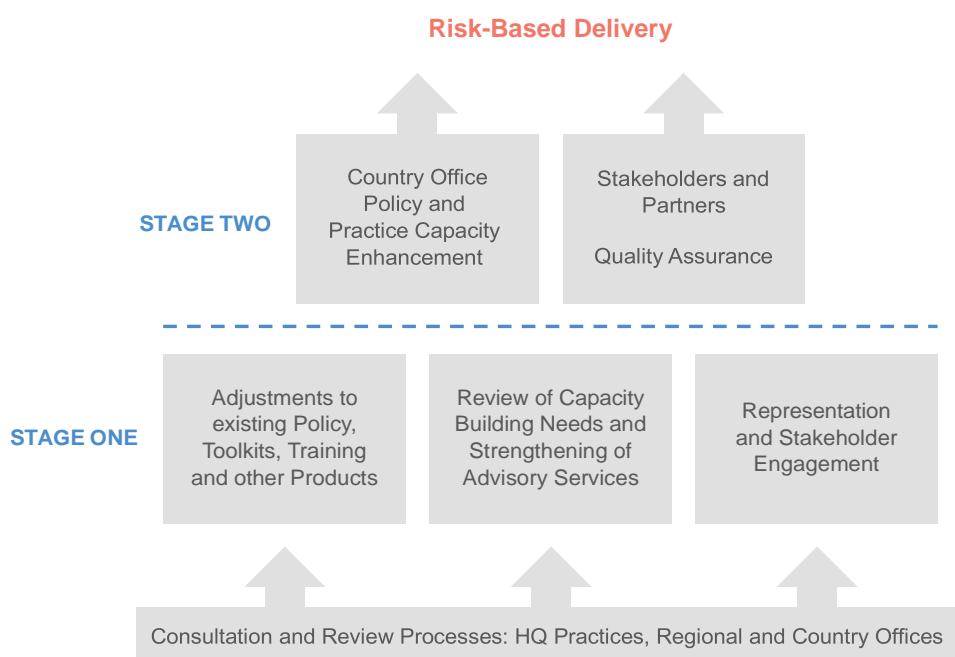 Risk-Based Delivery
STAGE TWO
Country Office
Policy and
Practice Capacity
Enhancement
Stakeholders and
Partners
Quality Assurance
STAGE ONE
Adjustments to
existing Policy,
Toolkits, Training
and other Products
Review of Capacity
Building Needs and
Strengthening of
Advisory Services
Representation
and Stakeholder
Engagement
Consultation and Review Processes: HQ Practices, Regional and Country Offices